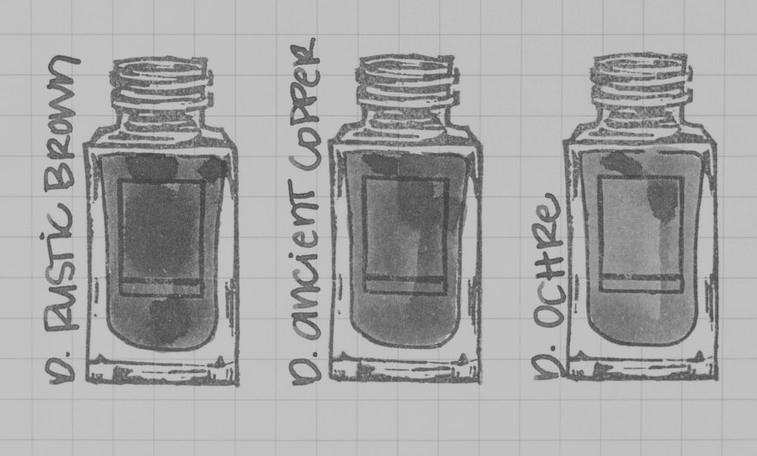 D. RUSTIC BROWN
D. ANCIENT COPPER
D. OCHRE